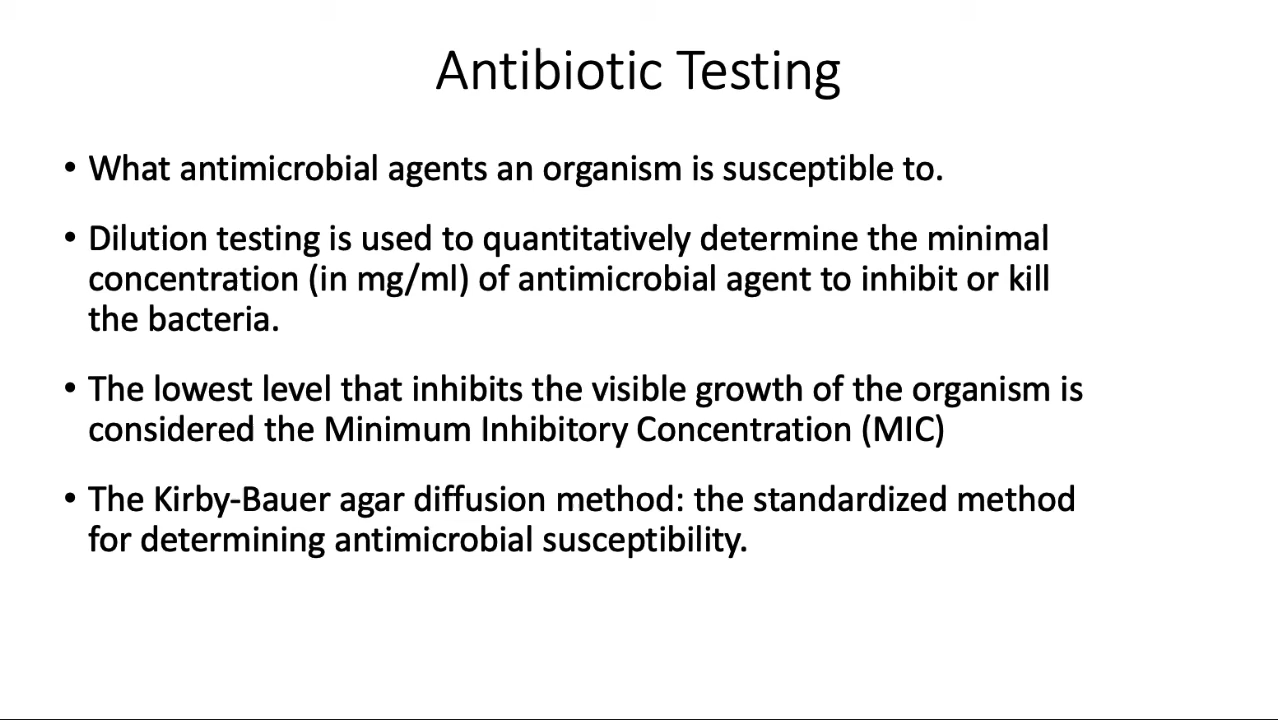 Antibiotic Testing
• What antimicrobial agents an organism is susceptible to.
• Dilution testing is used to quantitatively determine the minimal
concentration (in mg/ml) of antimicrobial agent to inhibit or kill
the bacteria.
• The lowest level that inhibits the visible growth of the organism is
considered the Minimum Inhibitory Concentration (MIC)
• The Kirby-Bauer agar diffusion method: the standardized method
for determining antimicrobial susceptibility.